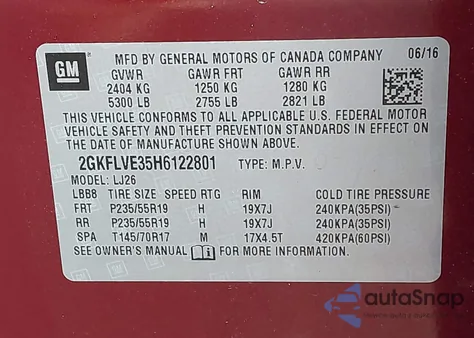 GM
MFD BY GENERAL MOTORS OF CANADA COMPANY 06/16
GVWR GAWR FRT GAWR RR
2404 KG 1250 KG 1280 KG
5300 LB 2755 LB 2821 LB
THIS VEHICLE CONFORMS TO ALL APPLICABLE U.S. FEDERAL MOTOR
VEHICLE SAFETY AND THEFT PREVENTION STANDARDS IN EFFECT ON
THE DATE OF MANUFACTURE SHOWN ABOVE.
2GKFLVE35H6122801 TYPE: M.P.V.
MODEL: LJ26
LBB8 TIRE SIZE SPEED RTG RIM COLD TIRE PRESSURE
FRT P235/55R19 H 19X7J 240KPA(35PSI)
RR P235/55R19 H 19X7J 240KPA(35PSI)
SPA T145/70R17 M 17X4.5T 420KPA(60PSI)
SEE OWNER'S MANUAL FOR MORE INFORMATION
autoSnap